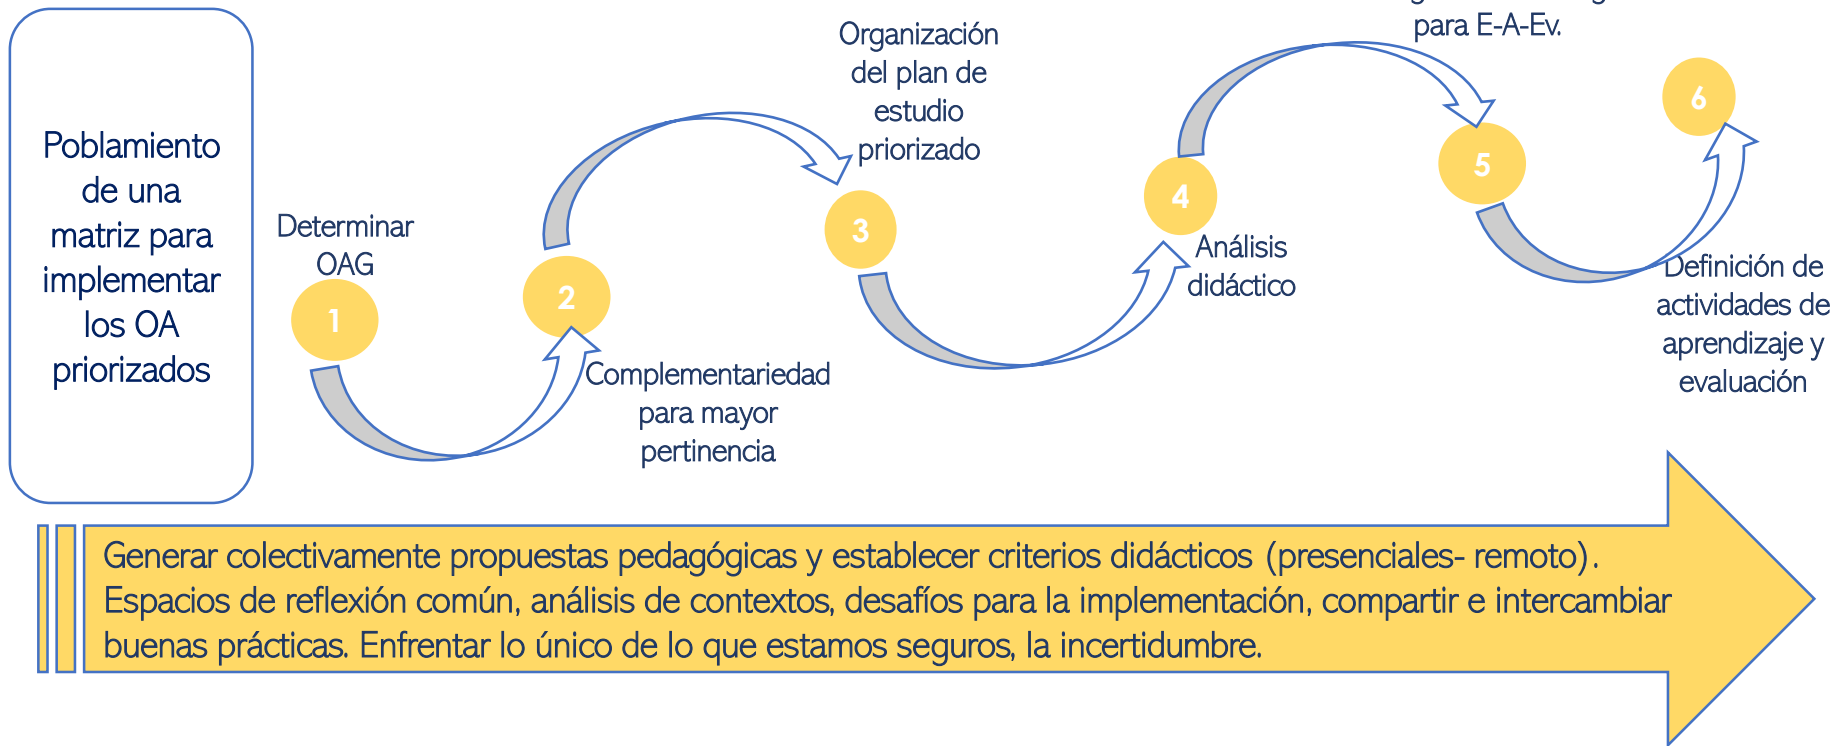 Poblamiento
de una
matriz para
implementar
los OA
priorizados
Determinar
OAG
1
2
Complementariedad
para mayor
pertinencia
Organización
del plan de
estudio
priorizado
3
4
Análisis
didáctico
para E-A-Ev.
5
6
Definición de
actividades de
aprendizaje y
evaluación
Generar colectivamente propuestas pedagógicas y establecer criterios didácticos (presenciales- remoto).
Espacios de reflexión común, análisis de contextos, desafíos para la implementación, compartir e intercambiar
buenas prácticas. Enfrentar lo único de lo que estamos seguros, la incertidumbre.